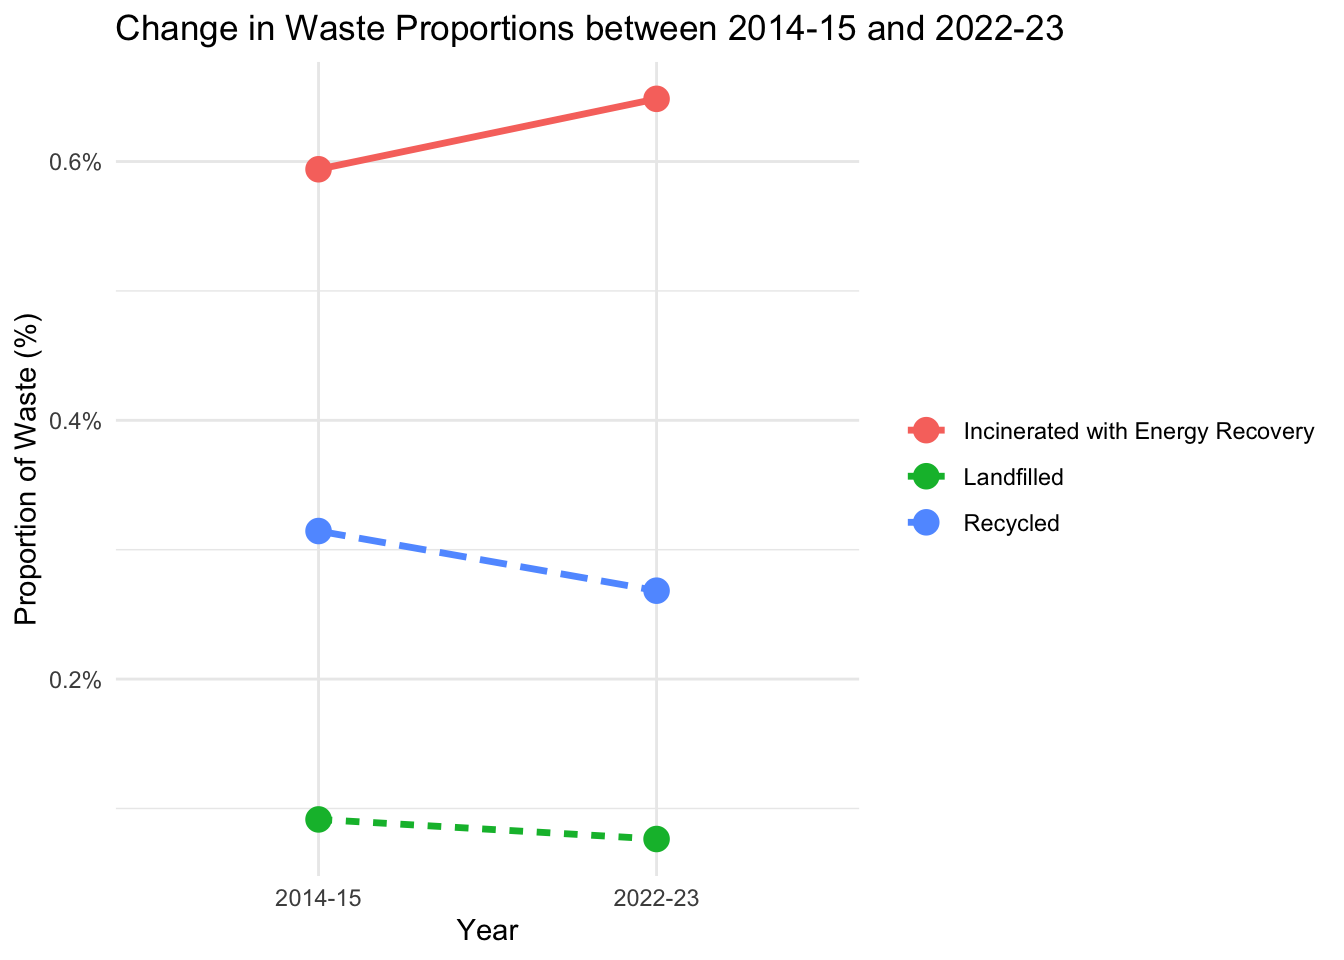 Change in Waste Proportions between 2014-15 and 2022-23
Proportion of Waste (%)
0.6%
0.4%
0.2%
2014-15
2022-23
Year
Incinerated with Energy Recovery
Landfilled
Recycled